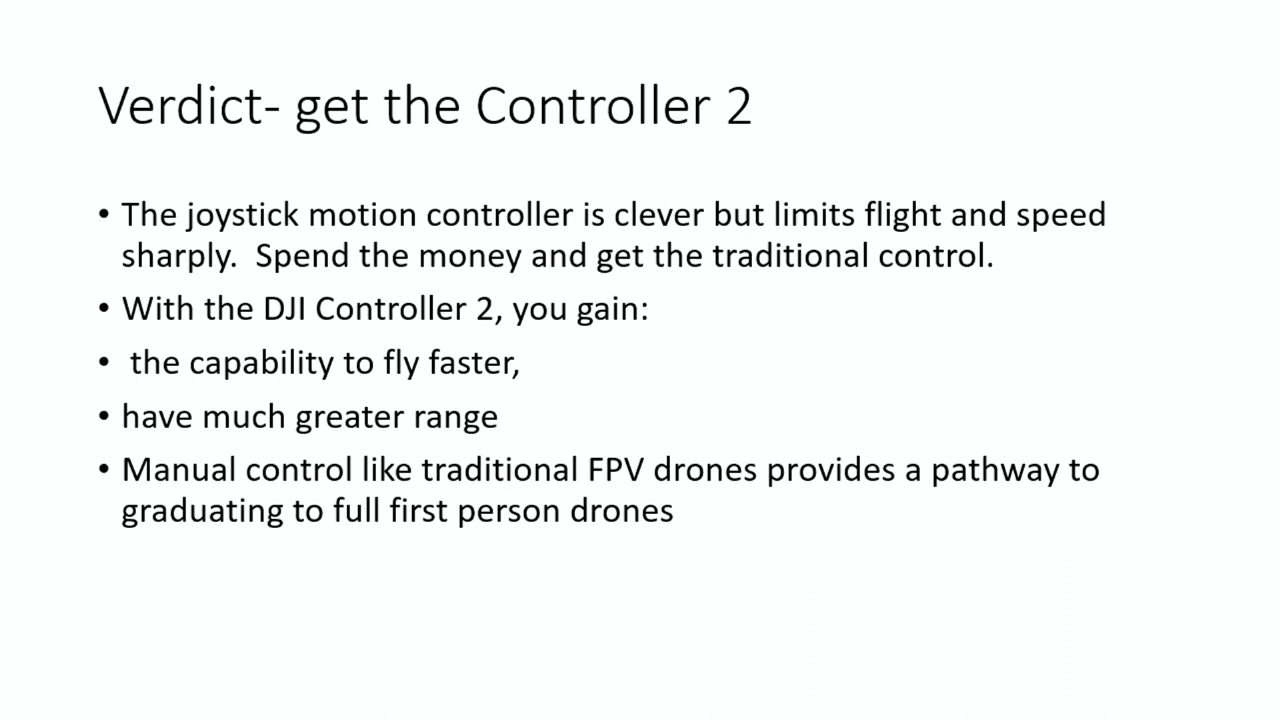 Verdict- get the Controller 2
• The joystick motion controller is clever but limits flight and speed
sharply.  Spend the money and get the traditional control.
• With the DJI Controller 2, you gain:
•  the capability to fly faster,
• have much greater range
• Manual control like traditional FPV drones provides a pathway to
graduating to full first person drones